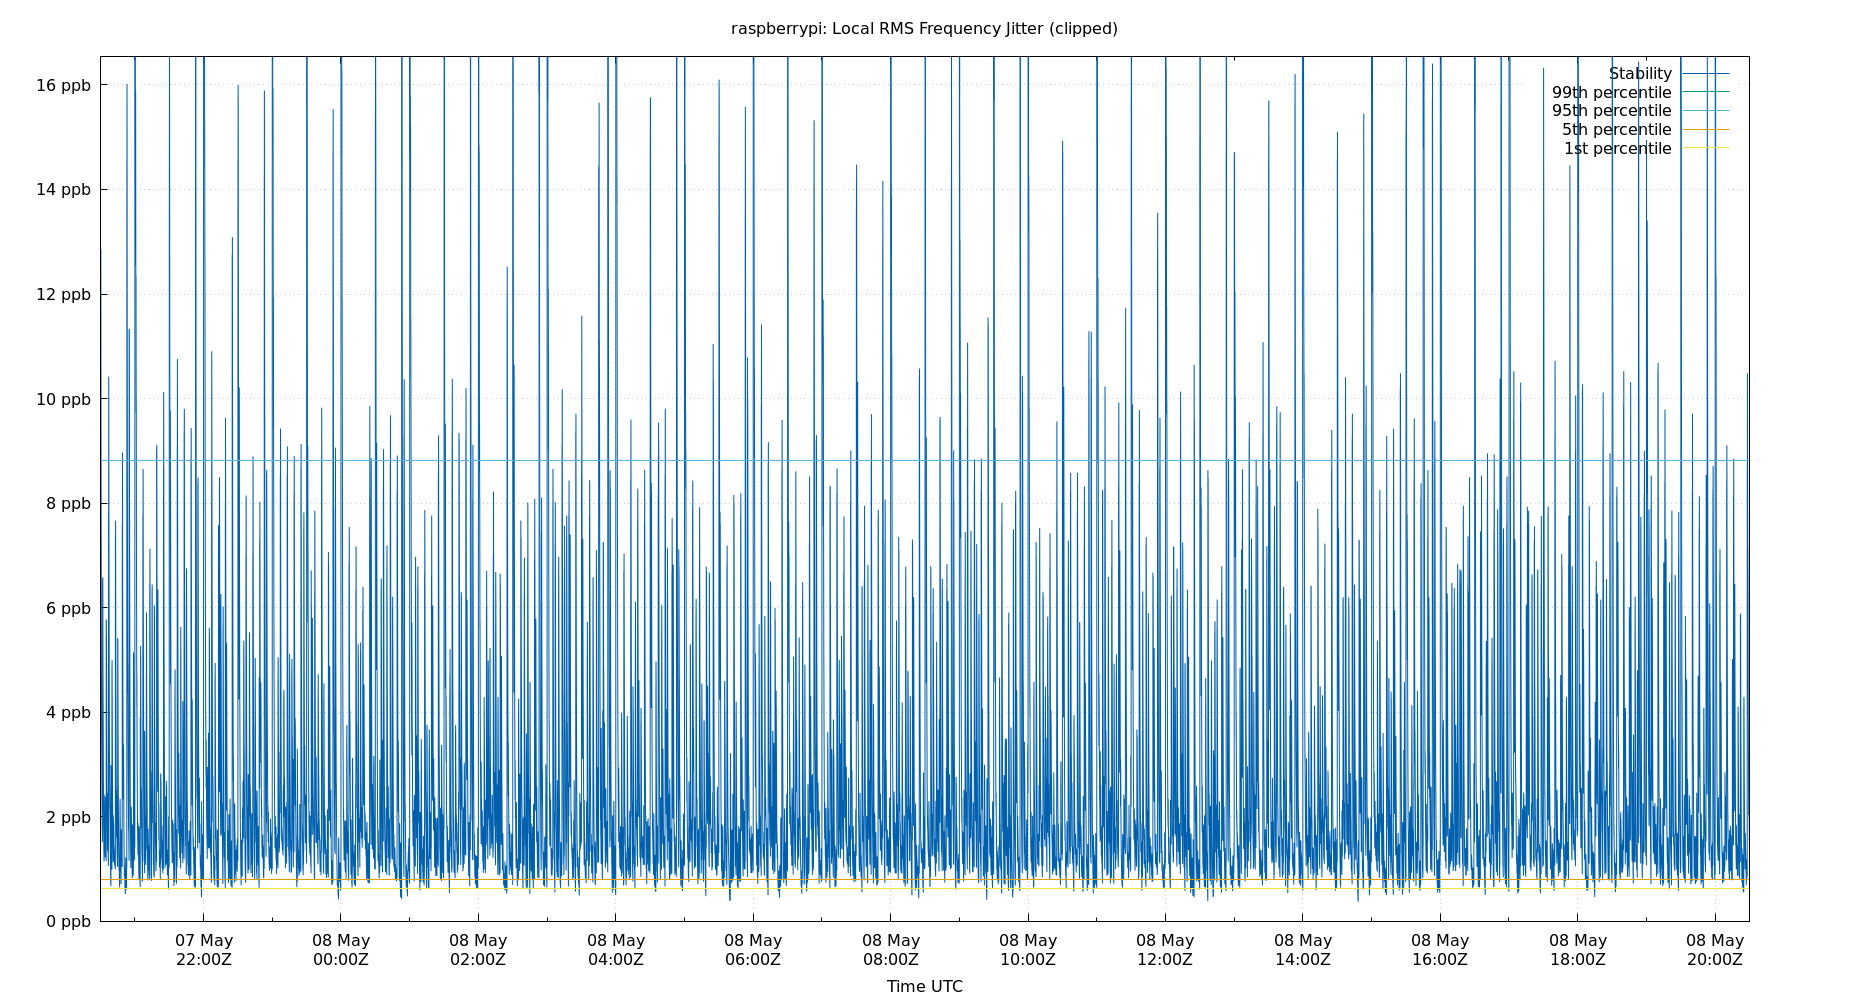 raspberrypi: Local RMS Frequency Jitter (clipped)
16 ppb
14 ppb
12 ppb
10 ppb
8 ppb
6 ppb
4 ppb
2 ppb
0 ppb
Stability
99th percentile
95th percentile
5th percentile
1st percentile
07 May 08 May 08 May 08 May 08 May 08 May 08 May 08 May 08 May 08 May 08 May 08 May
22:00Z 00:00Z 02:00Z 04:00Z 06:00Z 08:00Z 10:00Z 12:00Z 14:00Z 16:00Z 18:00Z 20:00Z
Time UTC